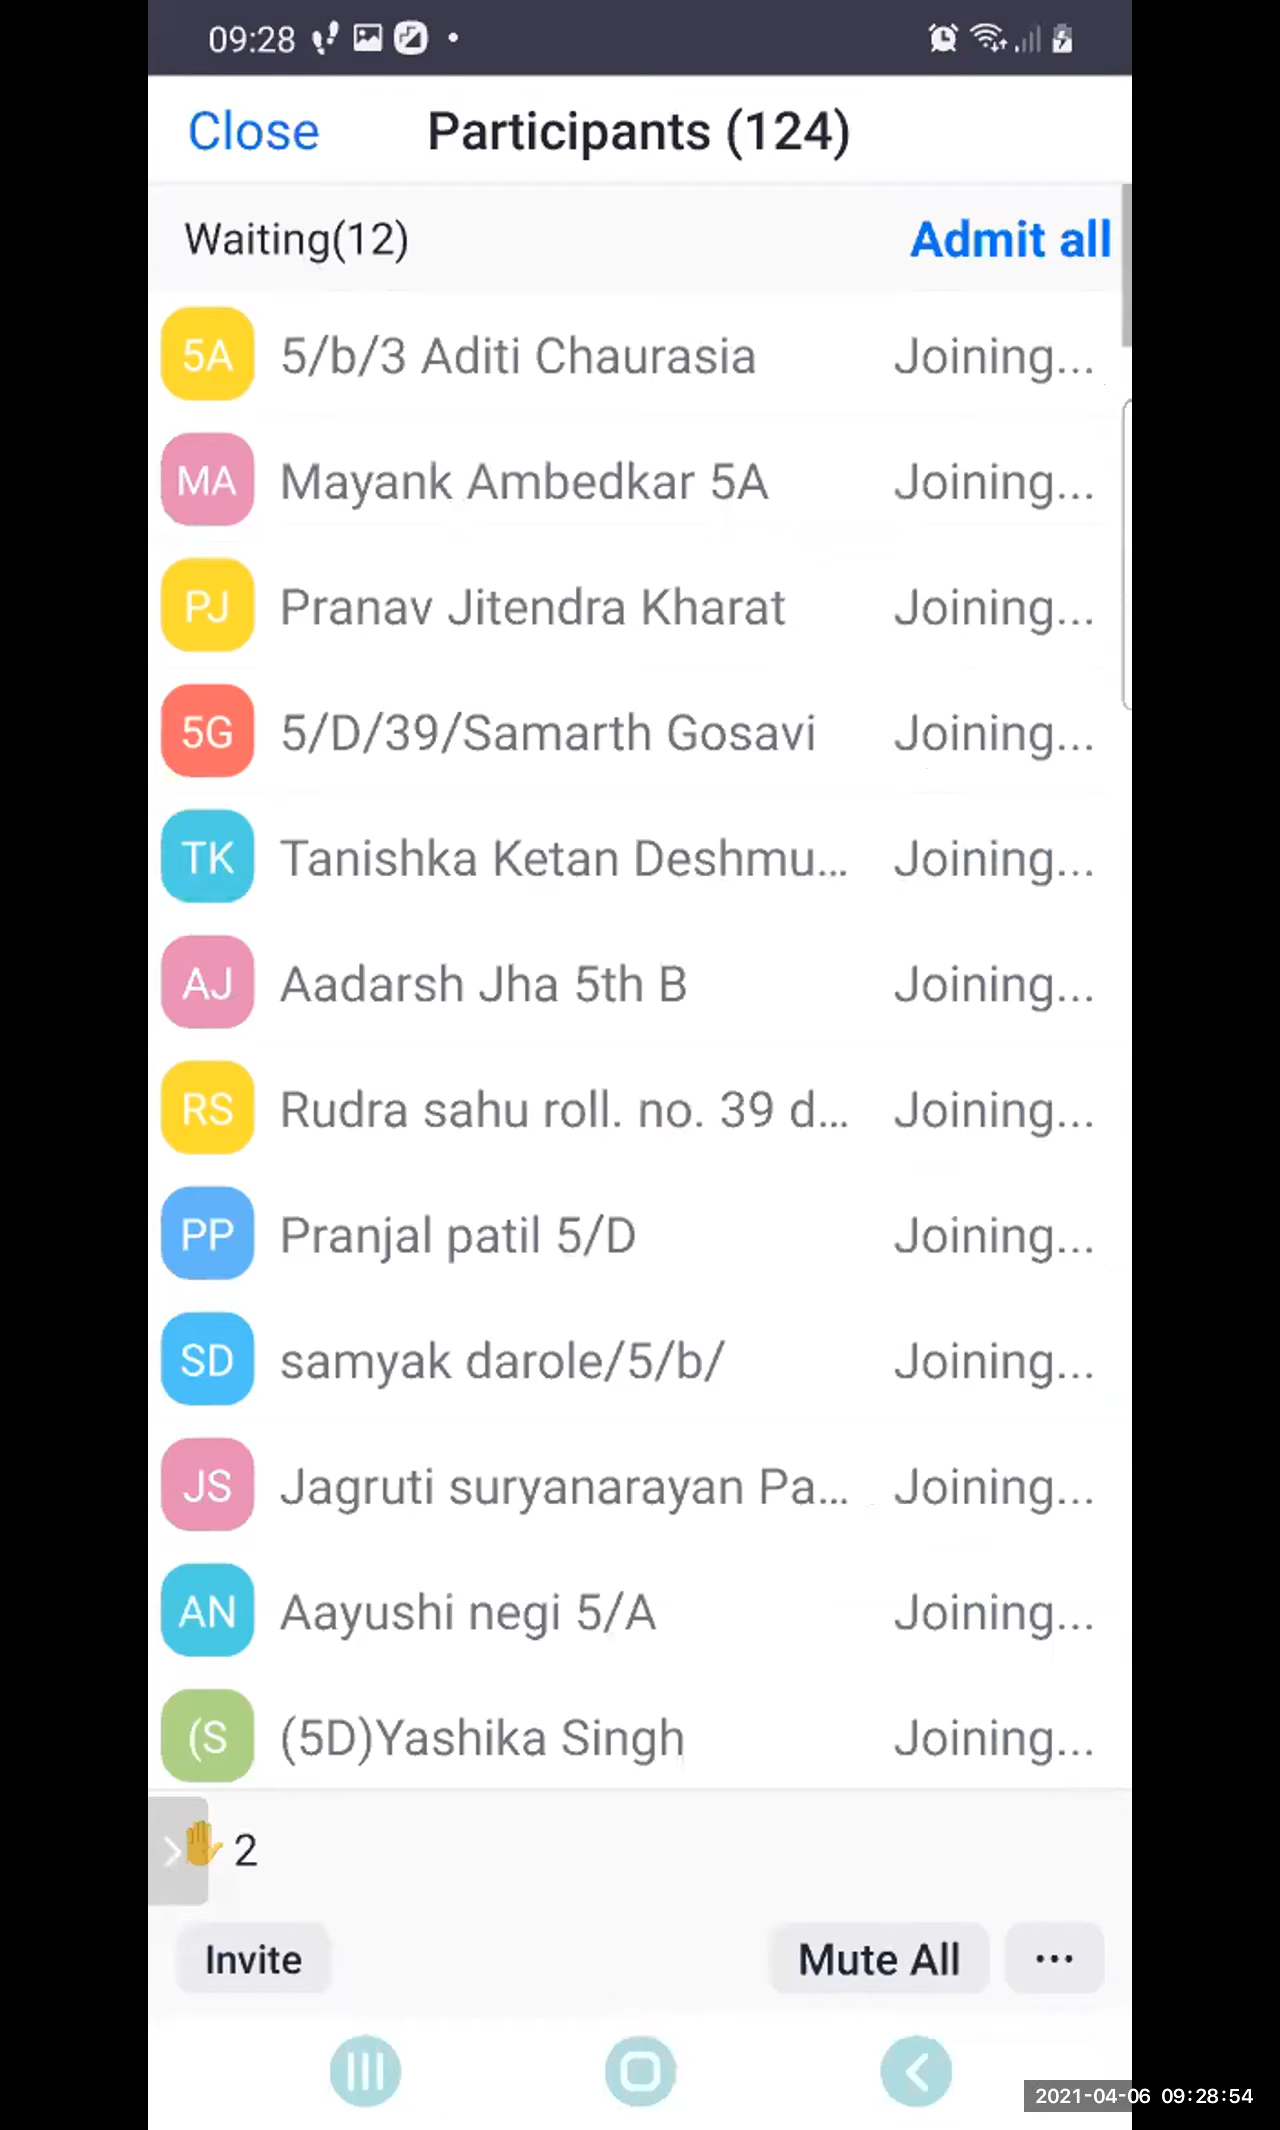 09:28
Close Participants (124)
Waiting(12) Admit all
5A 5/b/3 Aditi Chaurasia Joining...
MA Mayank Ambedkar 5A Joining...
PJ Pranav Jitendra Kharat Joining...
5G 5/D/39/Samarth Gosavi Joining...
TK Tanishka Ketan Deshmu... Joining...
AJ Aadarsh Jha 5th B Joining...
RS Rudra sahu roll. no. 39 d... Joining...
PP Pranjal patil 5/D Joining...
SD samyak darole/5/b/ Joining...
JS Jagruti suryanarayan Pa... Joining...
AN Aayushi negi 5/A Joining...
(S (5D)Yashika Singh Joining...
2
Invite Mute All ...
2021-04-06 09:28:54